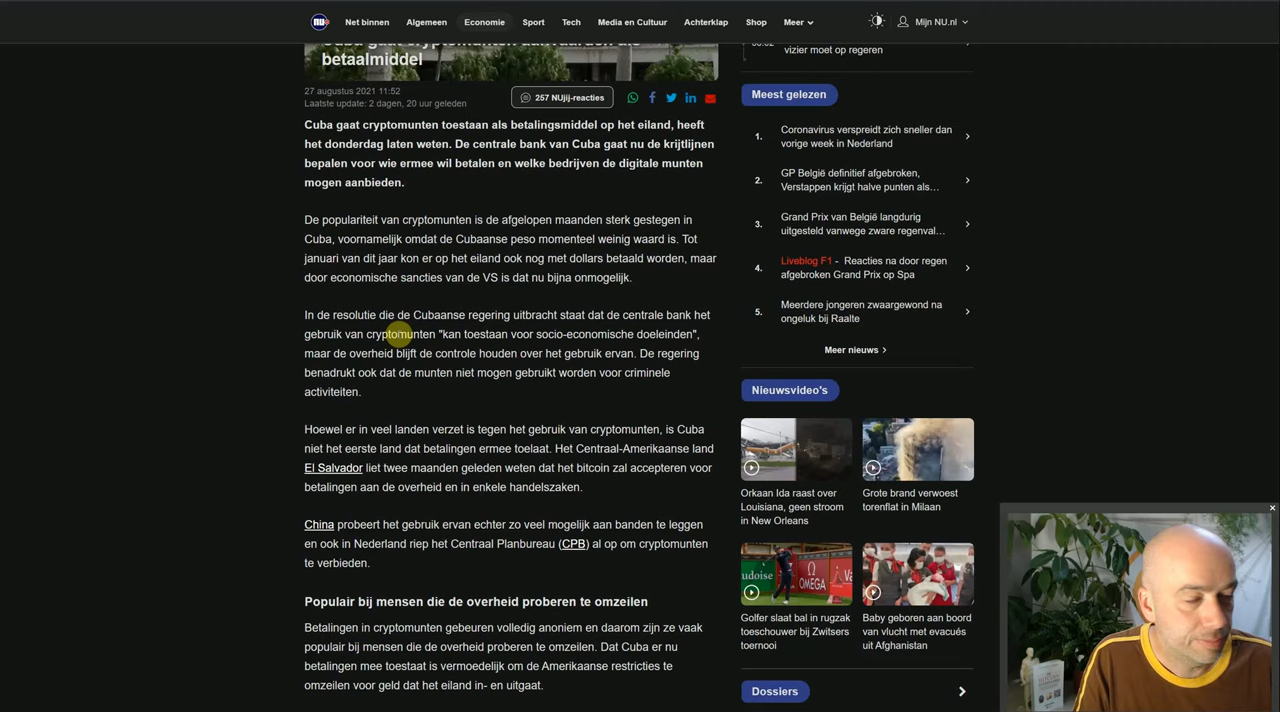 NU
Net binnen
Algemeen
Economie
Sport
Tech
Media en Cultuur
Achterklap
Shop
Meer
Mijn NU.nl
Cuba gaat cryptomunten aanvaarden als
betaalmiddel
27 augustus 2021 11:52
Laatste update: 2 dagen, 20 uur geleden
257 NUjij-reacties
Cuba gaat cryptomunten toestaan als betalingsmiddel op het eiland, heeft
het donderdag laten weten. De centrale bank van Cuba gaat nu de krijtlijnen
bepalen voor wie ermee wil betalen en welke bedrijven de digitale munten
mogen aanbieden.
De populariteit van cryptomunten is de afgelopen maanden sterk gestegen in
Cuba, voornamelijk omdat de Cubaanse peso momenteel weinig waard is. Tot
januari van dit jaar kon er op het eiland ook nog met dollars betaald worden, maar
door economische sancties van de VS is dat nu bijna onmogelijk.
In de resolutie die de Cubaanse regering uitbracht staat dat de centrale bank het
gebruik van cryptomunten "kan toestaan voor socio-economische doeleinden",
maar de overheid blijft de controle houden over het gebruik ervan. De regering
benadrukt ook dat de munten niet mogen gebruikt worden voor criminele
activiteiten.
Hoewel er in veel landen verzet is tegen het gebruik van cryptomunten, is Cuba
niet het eerste land dat betalingen ermee toelaat. Het Centraal-Amerikaanse land
El Salvador liet twee maanden geleden weten dat het bitcoin zal accepteren voor
betalingen aan de overheid en in enkele handelszaken.
China probeert het gebruik ervan echter zo veel mogelijk aan banden te leggen
en ook in Nederland riep het Centraal Planbureau (CPB) al op om cryptomunten
te verbieden.
Populair bij mensen die de overheid proberen te omzeilen
Betalingen in cryptomunten gebeuren volledig anoniem en daarom zijn ze vaak
populair bij mensen die de overheid proberen te omzeilen. Dat Cuba er nu
betalingen mee toestaat is vermoedelijk om de Amerikaanse restricties te
omzeilen voor geld dat het eiland in- en uitgaat.
vizier moet op regeren
Meest gelezen
1. Coronavirus verspreidt zich sneller dan
vorige week in Nederland
2. GP België definitief afgebroken,
Verstappen krijgt halve punten als…
3. Grand Prix van België langdurig
uitgesteld vanwege zware regenval…
4. Liveblog F1 - Reacties na door regen
afgebroken Grand Prix op Spa
5. Meerdere jongeren zwaargewond na
ongeluk bij Raalte
Meer nieuws
Nieuwsvideo's
Orkaan Ida raast over
Louisiana, geen stroom
in New Orleans
Grote brand verwoest
torenflat in Milaan
udoise
OMEGA
Golfer slaat bal in rugzak
toeschouwer bij Zwitsers
toernooi
Baby geboren aan boord
van vlucht met evacués
uit Afghanistan
Dossiers